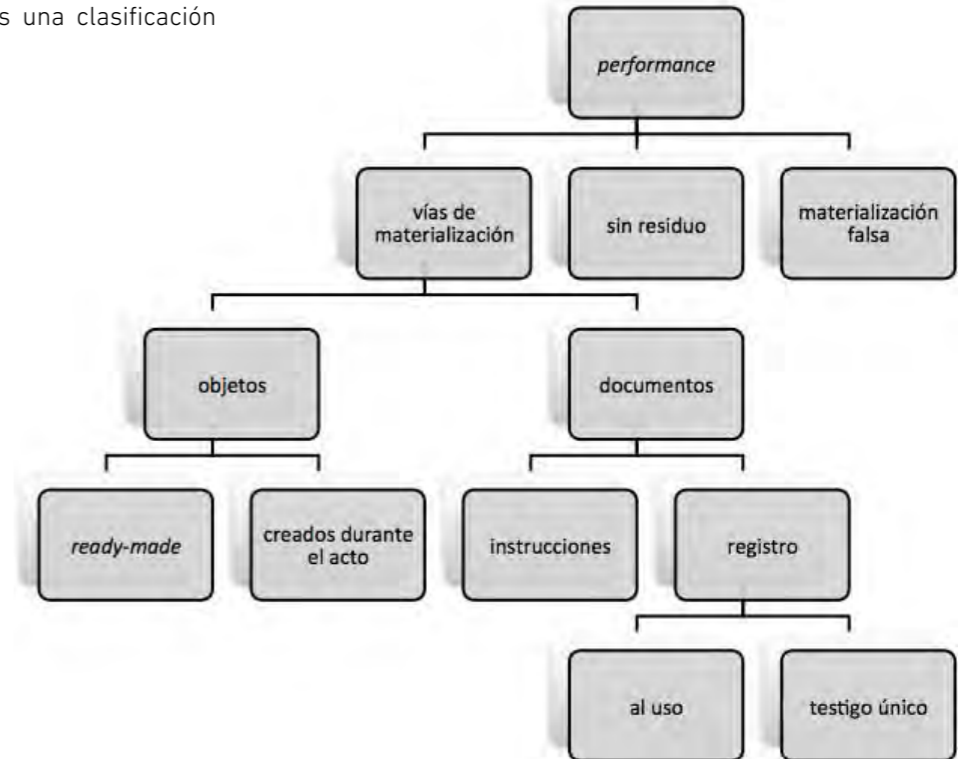 s una clasificación
performance
vías de
materialización
sin residuo
materialización
falsa
objetos
documentos
ready-made
creados durante
el acto
instrucciones
registro
al uso
testigo único